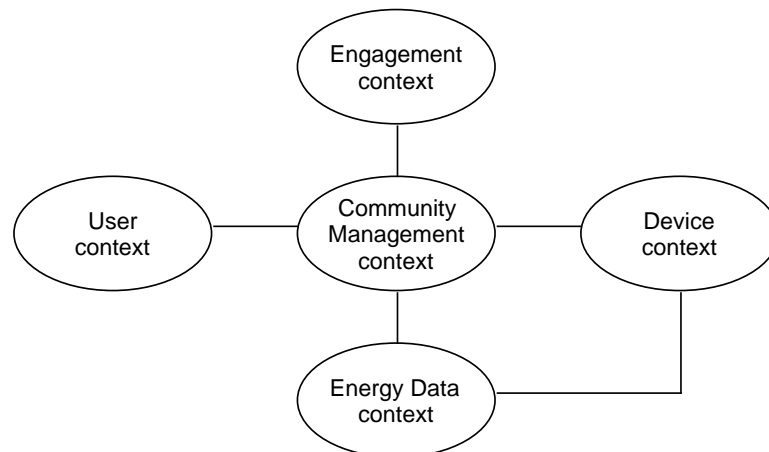 Engagement
context
User
context
Community
Management
context
Device
context
Energy Data
context